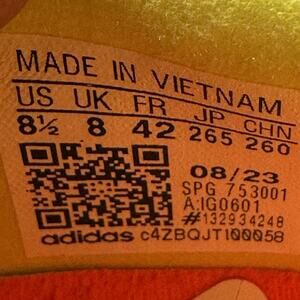 MADE IN VIETNAM
US UK FR JP CHN
8½ 8 42 265 260
08/23
SPG 753001
A:IG0601
#132934248
adidas c4ZBQJT100058